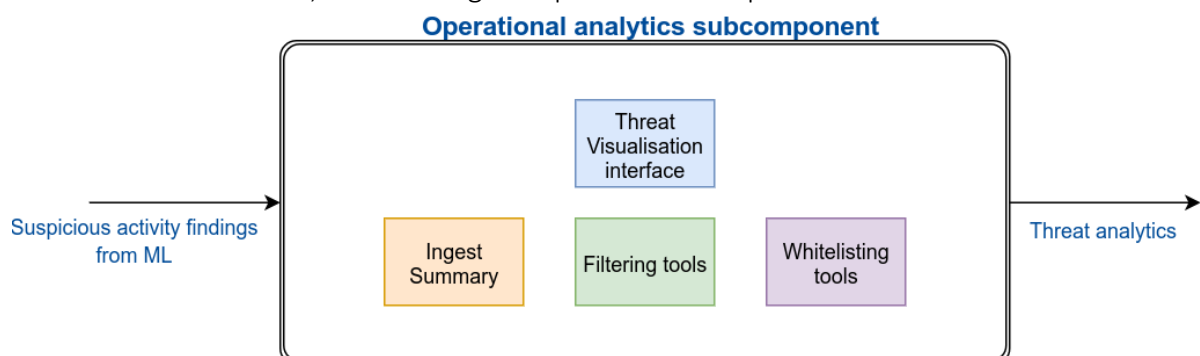 Operational analytics subcomponent
Threat
Visualisation
interface
Suspicious activity findings
from ML
Ingest
Summary
Filtering tools
Whitelisting
tools
Threat analytics